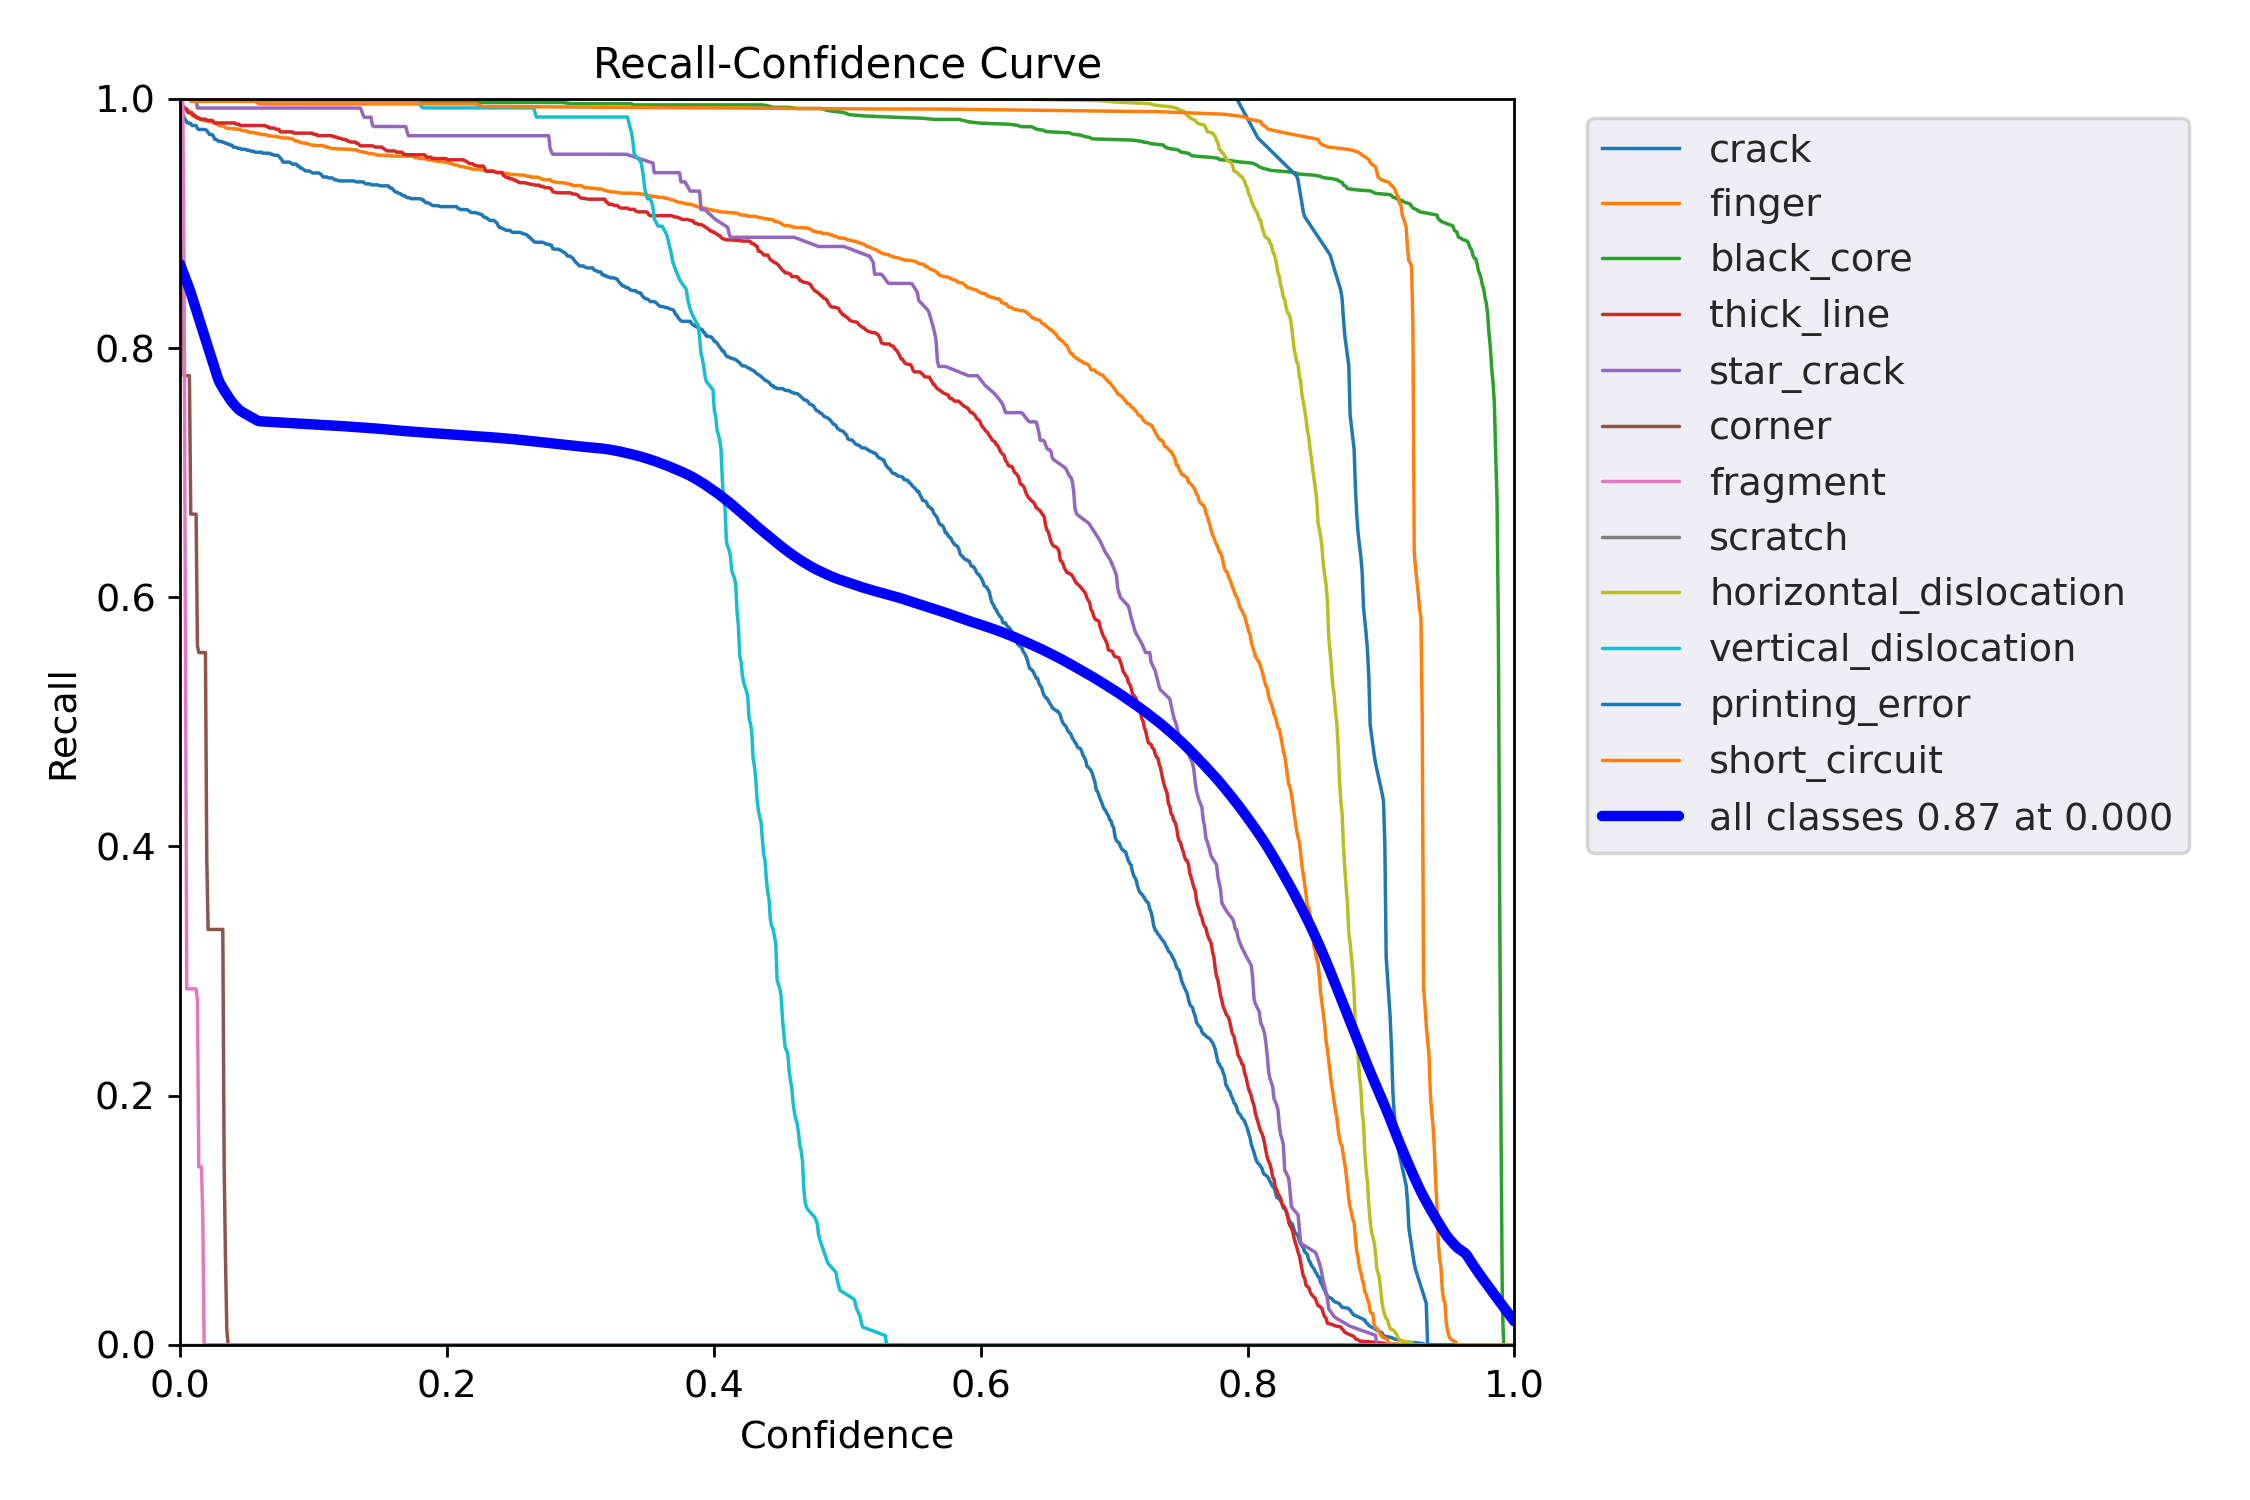 Recall-Confidence Curve
1.0
0.8
0.6
0.4
0.2
0.0
Recall
0.0 0.2 0.4 0.6 0.8 1.0
Confidence
crack
finger
black_core
thick_line
star_crack
corner
fragment
scratch
horizontal_dislocation
vertical_dislocation
printing_error
short_circuit
all classes 0.87 at 0.000